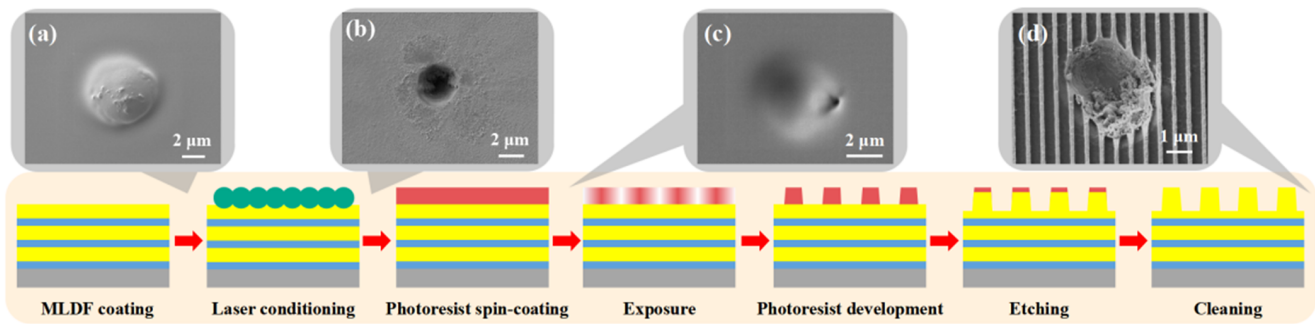 (a)
2 μm
(b)
2 μm
(c)
2 μm
(d)
1 μm
MLDF coating
Laser conditioning
Photoresist spin-coating
Exposure
Photoresist development
Etching
Cleaning